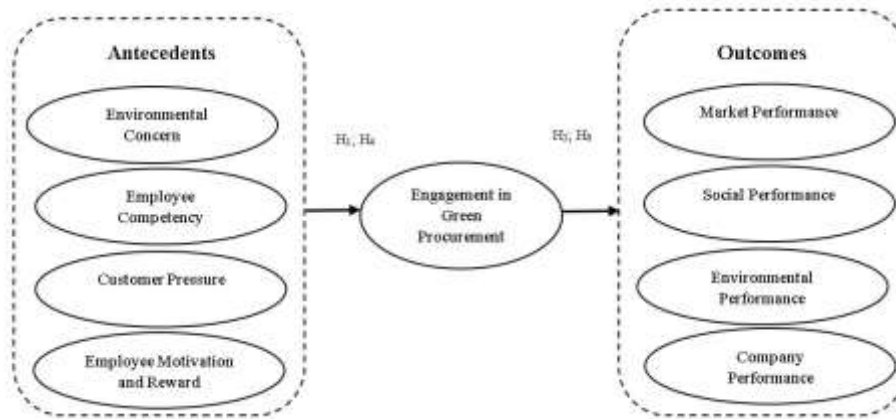 Antecedents
Environmental
Concern
Employee
Competency
Customer Pressure
Employee Motivation
and Reward
Engagement in
Green
Procurement
Outcomes
Market Performance
Social Performance
Environmental
Performance
Company
Performance